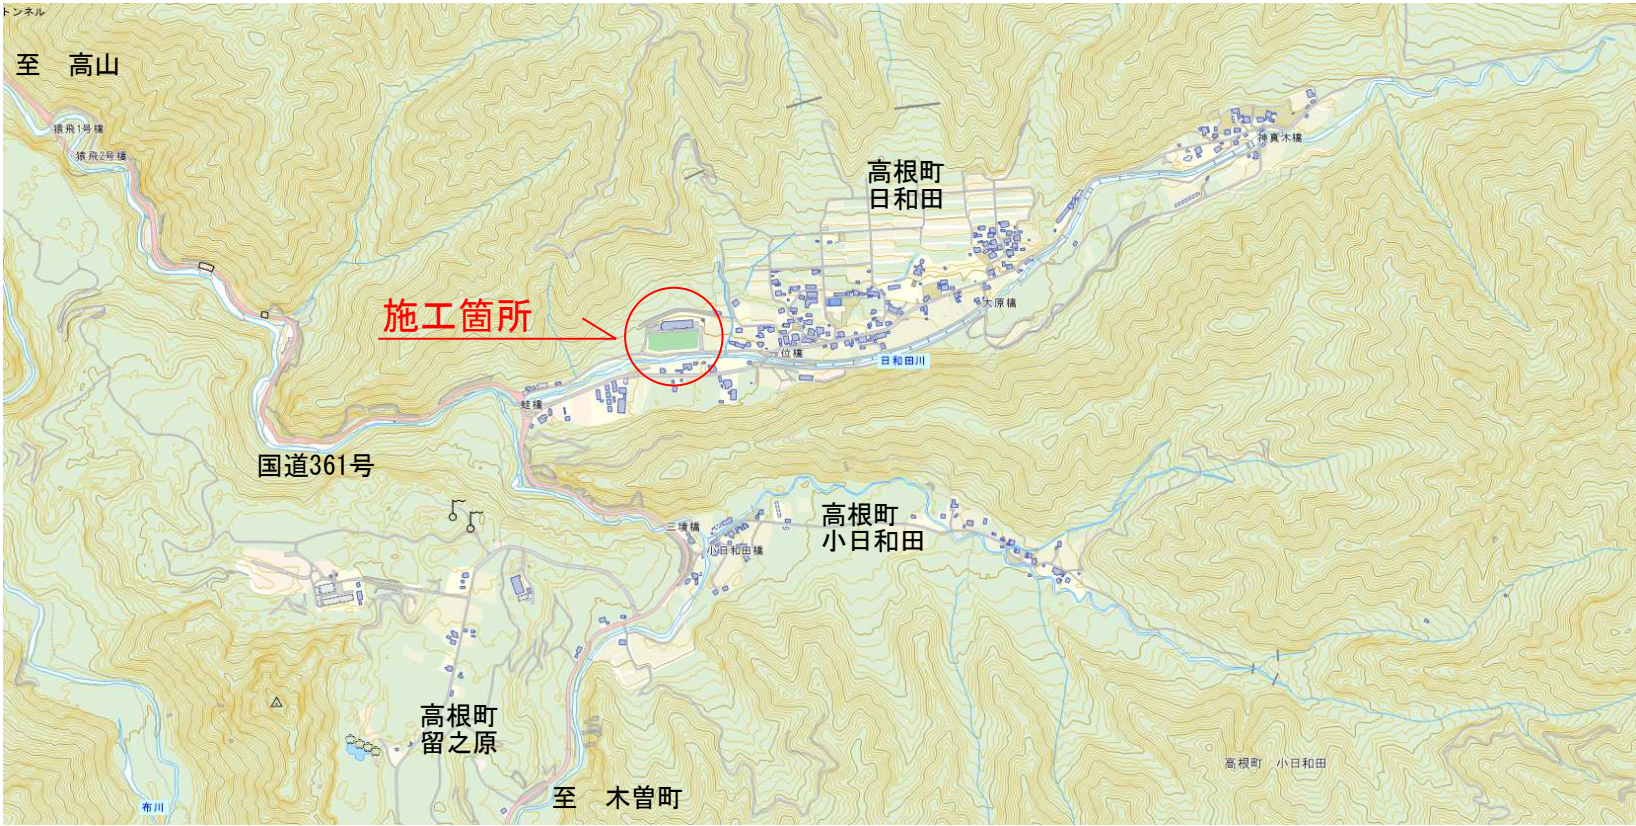 トンネル
至　高山
猿飛1号橋
猿飛2号橋
神真木橋
高根町
日和田
大原橋
施工箇所
一位橋
日和田川
蛙橋
国道361号
高根町
小日和田
三境橋
小日和田橋
高根町
留之原
高根町　小日和田
至　木曽町
布川